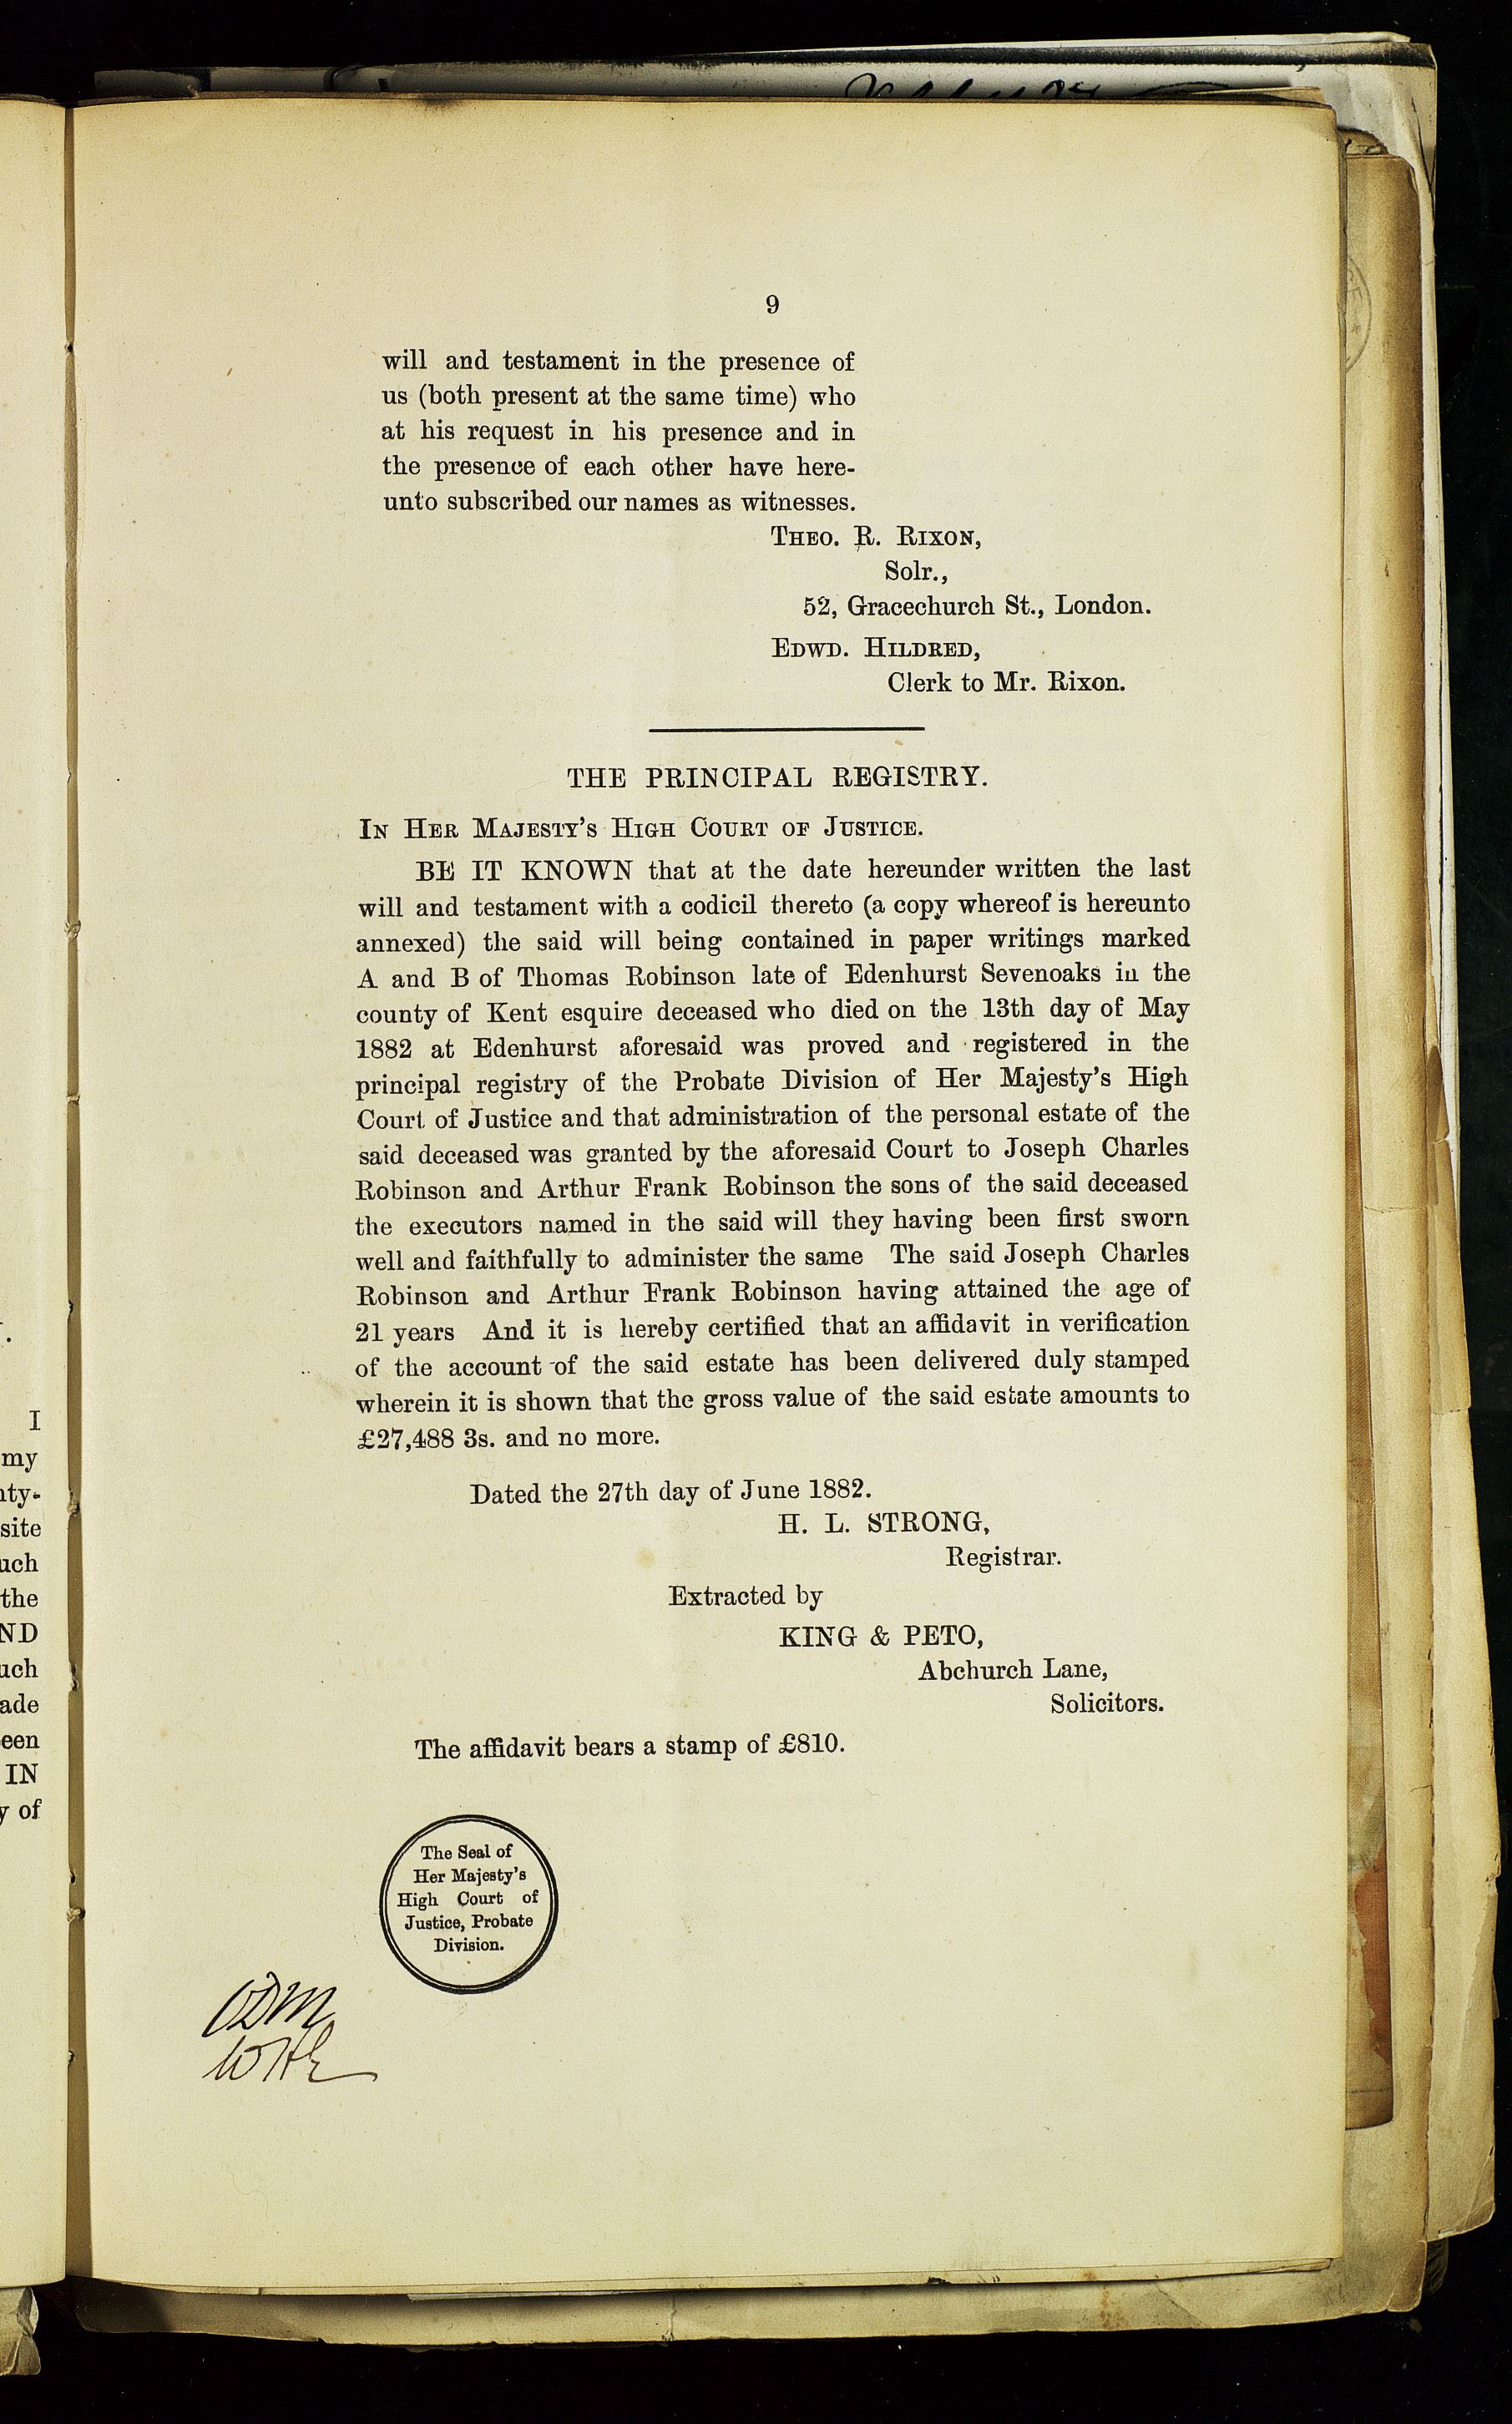 9
will and testament in the presence of
us (both present at the same time) who
at his request in his presence and in
the presence of each other have here-
unto subscribed our names as witnesses.
THEO. R. RIXON,
Solr.,
52, Gracechurch St., London.
EDWD. HILDRED,
Clerk to Mr. Rixon.
THE PRINCIPAL REGISTRY.
IN HER MAJESTY'S HIGH COURT OF JUSTICE.
BE IT KNOWN that at the date hereunder written the last
will and testament with a codicil thereto (a copy whereof is hereunto
annexed) the said will being contained in paper writings marked
A and B of Thomas Robinson late of Edenhurst Sevenoaks in the
county of Kent esquire deceased who died on the 13th day of May
1882 at Edenhurst aforesaid was proved and registered in the
principal registry of the Probate Division of Her Majesty's High
Court of Justice and that administration of the personal estate of the
said deceased was granted by the aforesaid Court to Joseph Charles
Robinson and Arthur Frank Robinson the sons of the said deceased
the executors named in the said will they having been first sworn
well and faithfully to administer the same The said Joseph Charles
Robinson and Arthur Frank Robinson having attained the age of
21 years And it is hereby certified that an affidavit in verification
of the account of the said estate has been delivered duly stamped
wherein it is shown that the gross value of the said estate amounts to
£27,488 3s. and no more.
Dated the 27th day of June 1882.
H. L. STRONG,
Registrar.
Extracted by
KING & PETO,
Abchurch Lane,
Solicitors.
The affidavit bears a stamp of £810.
The Seal of
Her Majesty's
High Court of
Justice, Probate
Division.
I
my
nty-
site
uch
the
ND
uch
ade
een
IN
y of